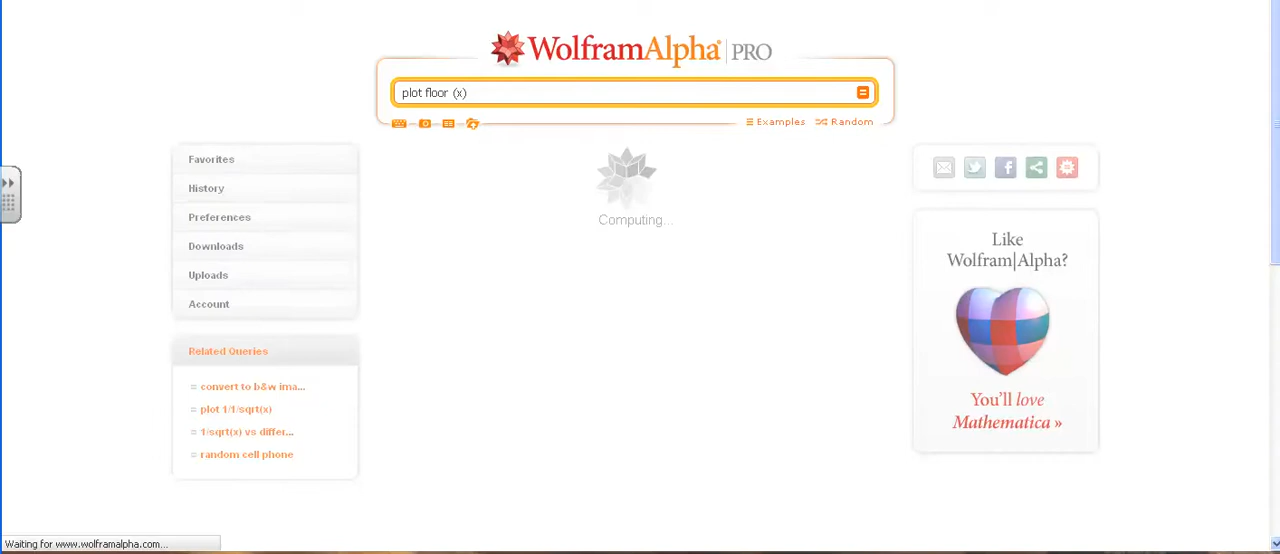 WolframAlpha PRO
plot floor (x)
Examples Random
Favorites
History
Preferences
Downloads
Uploads
Account
Related Queries
convert to b&w ima...
plot 1/1/sqrt(x)
1/sqrt(x) vs differ...
random cell phone
Computing...
Like
Wolfram|Alpha?
You'll love
Mathematica »
Waiting for www.wolframalpha.com...